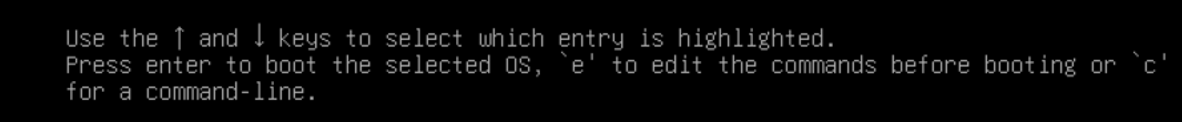 Use the ↑ and ↓ keys to select which entry is highlighted.
Press enter to boot the selected OS, `e' to edit the commands before booting or `c'
for a command-line.